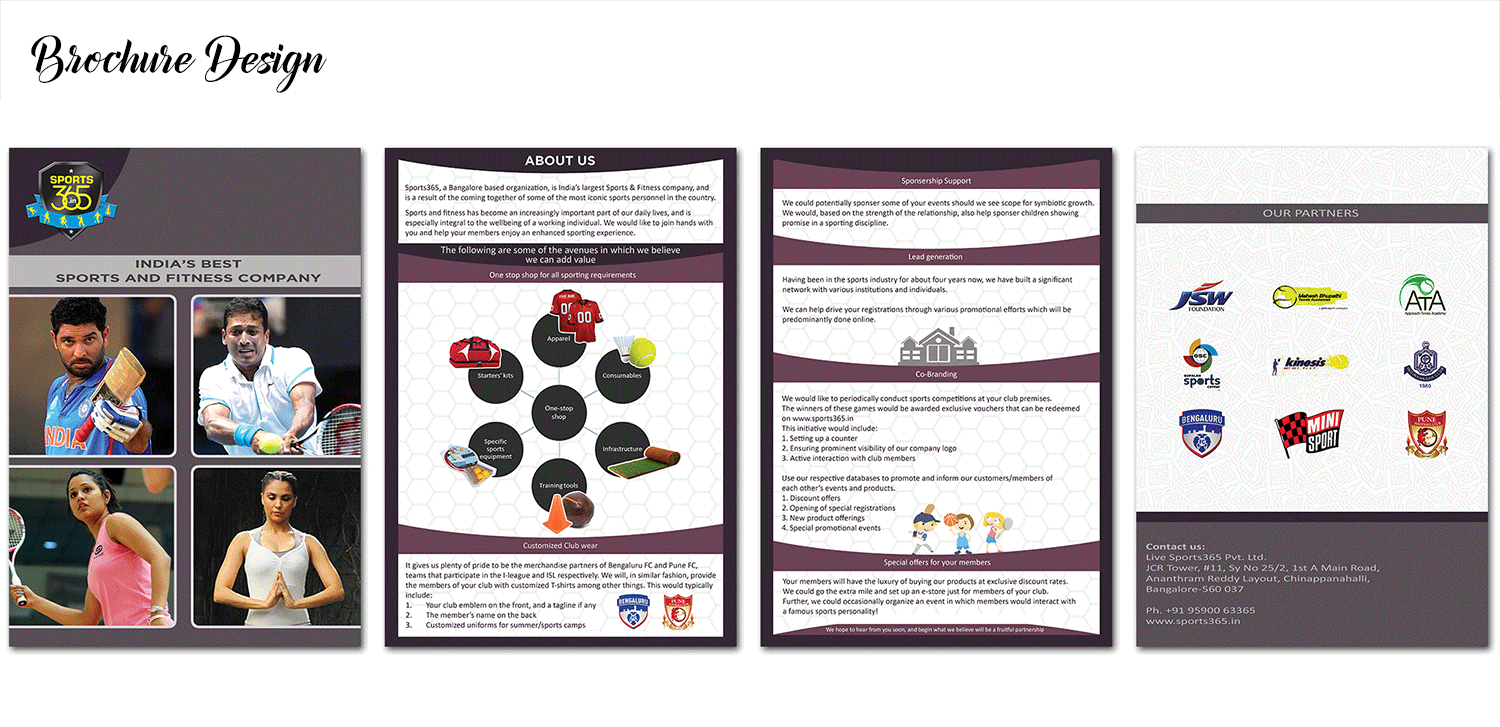 Brochure Design
SPORTS
365
.in
INDIA'S BEST
SPORTS AND FITNESS COMPANY
INDIA
ABOUT US
Sports365, a Bangalore based organization, is India's largest Sports & Fitness company, and
is a result of the coming together of some of the most iconic sports personnel in the country.
Sports and fitness has become an increasingly important part of our daily lives, and is
especially integral to the wellbeing of a working individual. We would like to join hands with
you and help your members enjoy an enhanced sporting experience.
The following are some of the avenues in which we believe
we can add value
One stop shop for all sporting requirements
00
00
Apparel
Starters' kits
Consumables
One-stop
shop
Specific
sports
equipment
Infrastructure
Training tools
Customized Club wear
It gives us plenty of pride to be the merchandise partners of Bengaluru FC and Pune FC,
teams that participate in the I-league and ISL respectively. We will, in similar fashion, provide
the members of your club with customized T-shirts among other things. This would typically
include:
1. Your club emblem on the front, and a tagline if any
2. The member's name on the back
3. Customized uniforms for summer/sports camps
BENGALURU
PUNE
Sponsership Support
We could potentially sponsor some of your events should we see scope for symbiotic growth.
We would, based on the strength of the relationship, also help sponser children showing
promise in a sporting discipline.
Lead generation
Having been in the sports industry for about four years now, we have built a significant
network with various institutions and individuals.
We can help drive your registrations through various promotional efforts which will be
predominantly done online.
Co-Branding
We would like to periodically conduct sports competitions at your club premises.
The winners of these games would be awarded exclusive vouchers that can be redeemed
on www.sports365.in
This initiative would include:
1. Setting up a counter
2. Ensuring prominent visibility of our company logo
3. Active interaction with club members
Use our respective databases to promote and inform our customers/members of
each other's events and products.
1. Discount offers
2. Opening of special registrations
3. New product offerings
4. Special promotional events
Special offers for your members
Your members will have the luxury of buying our products at exclusive discount rates.
We could go the extra mile and set up an e-store just for members of your club.
Further, we could occasionally organize an event in which members would interact with
a famous sports personality!
We hope to hear from you soon, and begin what we believe will be a fruitful partnership
OUR PARTNERS
JSW
FOUNDATION
Mahesh Bhupathi
Tennis Academies
ATA
Approach Tennis Academy
GSC
GOPALAN
sports
CENTER
kinesis
1980
BENGALURU
MINI
SPORT
PUNE
FOOTBALL CLUB
Contact us:
Live Sports365 Pvt. Ltd.
JCR Tower, #11, Sy No 25/2, 1st A Main Road,
Ananthram Reddy Layout, Chinappanahalli,
Bangalore-560 037
Ph. +91 95900 63365
www.sports365.in